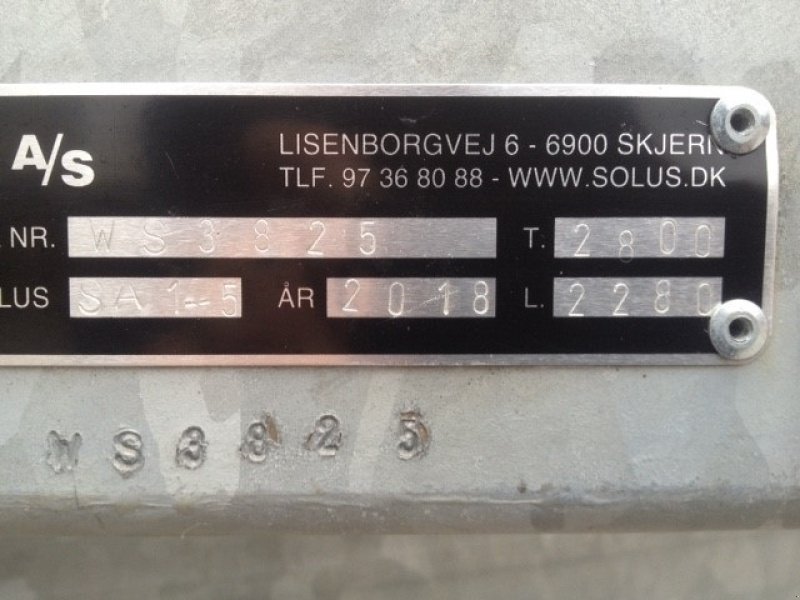 A/S
LISENBORGVEJ 6 - 6900 SKJERN
TLF. 97 36 80 88 - WWW.SOLUS.DK
. NR. WS3825 T. 2800
LUS SA1-5 ÅR 2018 L. 2280
WS3825